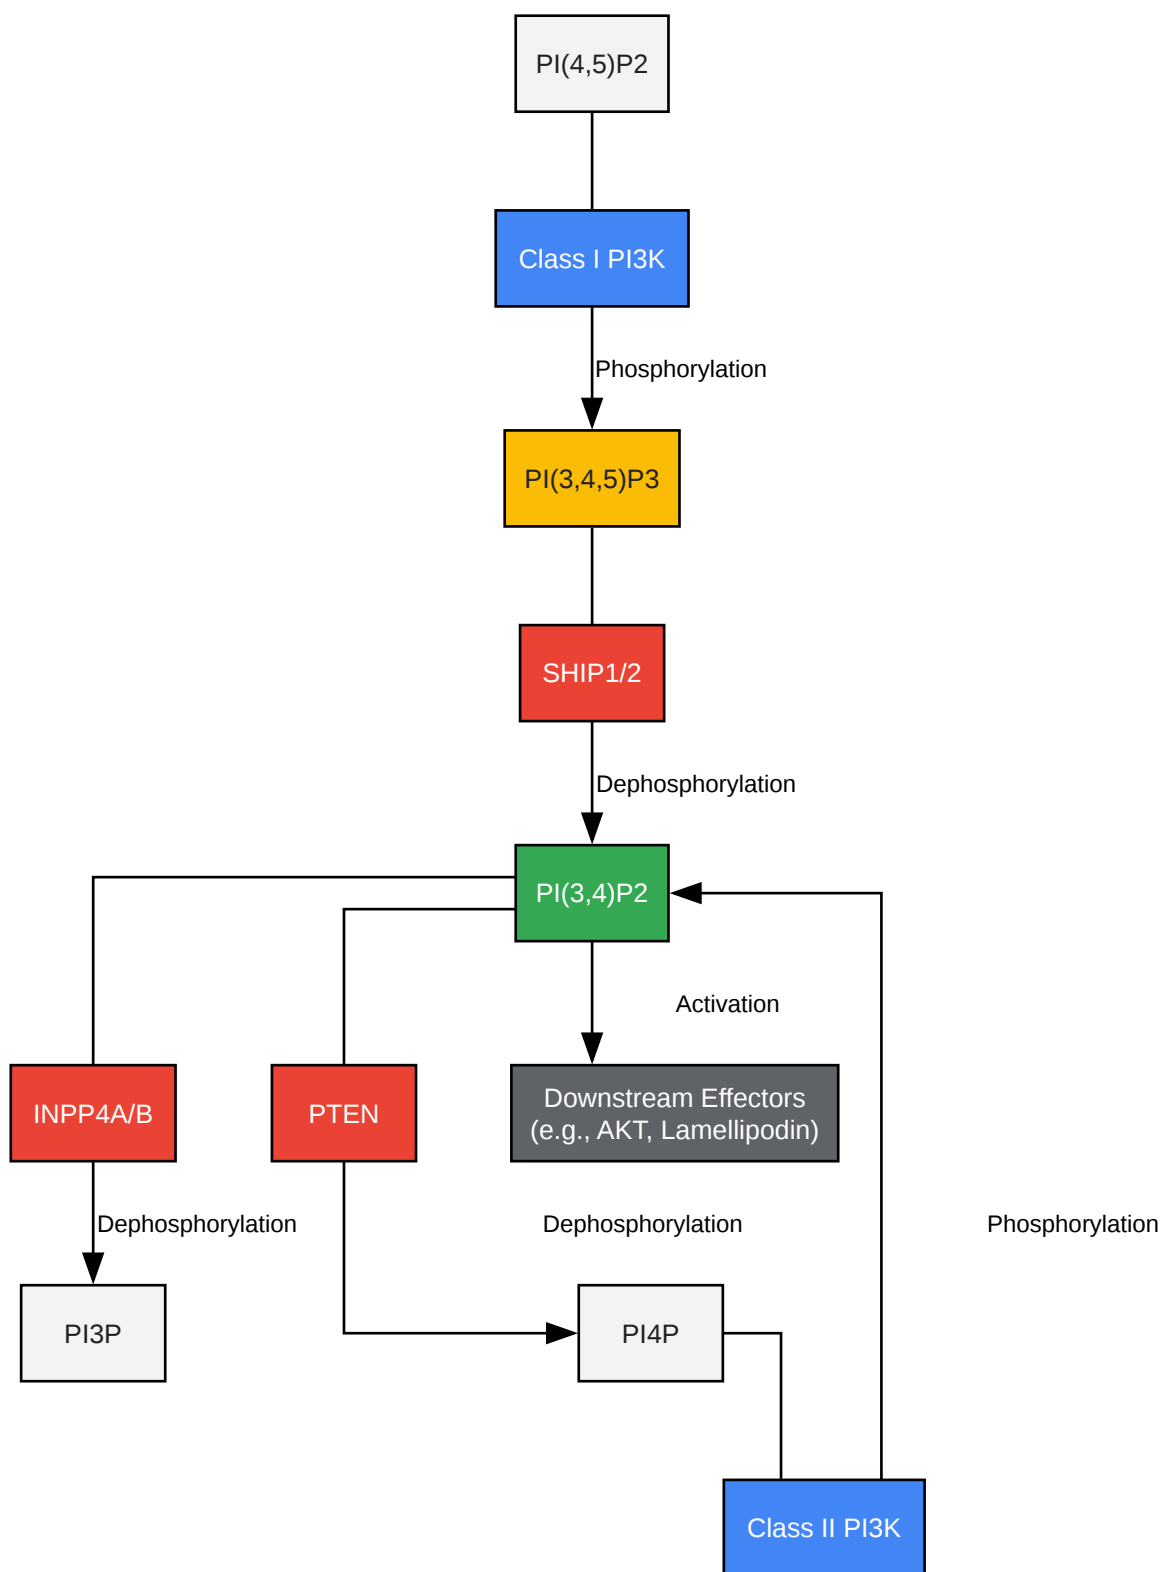 PI(4,5)P2
Class I PI3K
Phosphorylation
PI(3,4,5)P3
SHIP1/2
Dephosphorylation
PI(3,4)P2
Activation
INPP4A/B
PTEN
Downstream Effectors
(e.g., AKT, Lamellipodin)
Dephosphorylation
Dephosphorylation
Phosphorylation
PI3P
PI4P
Class II PI3K